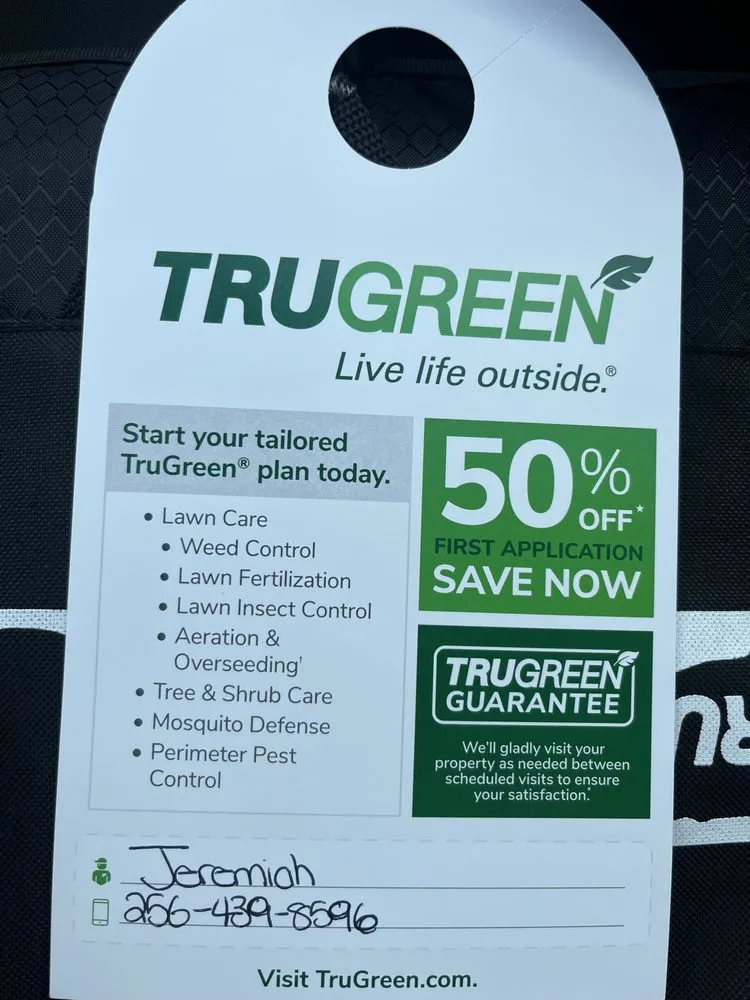 TRUGREEN
Live life outside.®
Start your tailored
TruGreen® plan today.
• Lawn Care
• Weed Control
• Lawn Fertilization
• Lawn Insect Control
• Aeration &
Overseeding†
• Tree & Shrub Care
• Mosquito Defense
• Perimeter Pest
Control
50%
OFF*
FIRST APPLICATION
SAVE NOW
TRUGREEN
GUARANTEE
We'll gladly visit your
property as needed between
scheduled visits to ensure
your satisfaction.*
Jeremiah
256-439-8596
Visit TruGreen.com.